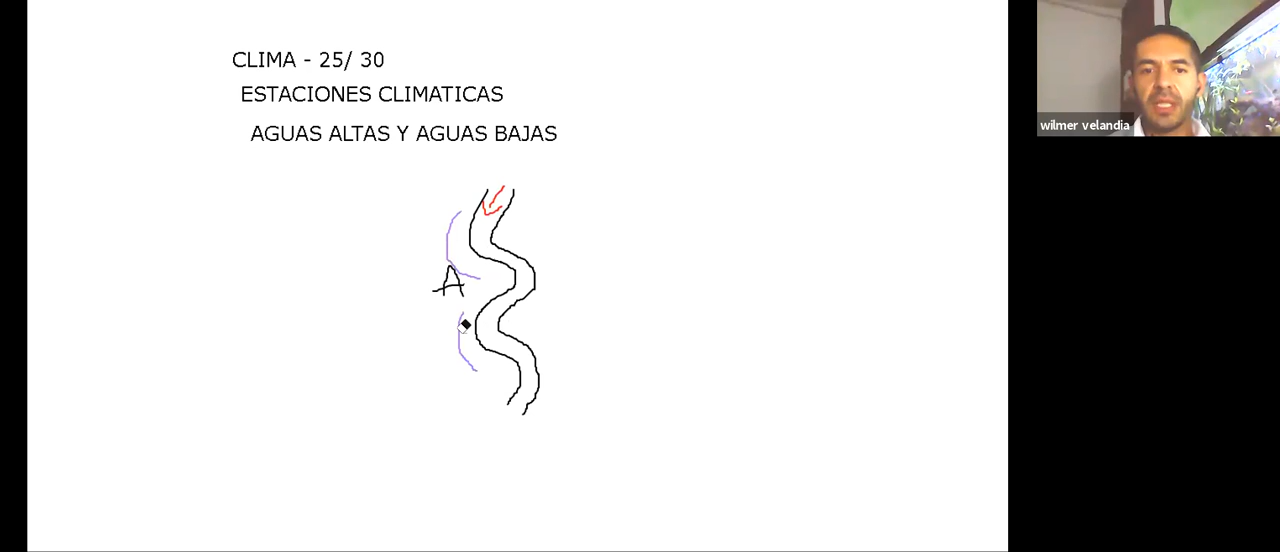 CLIMA - 25/ 30
ESTACIONES CLIMATICAS
AGUAS ALTAS Y AGUAS BAJAS
A
wilmer velandia